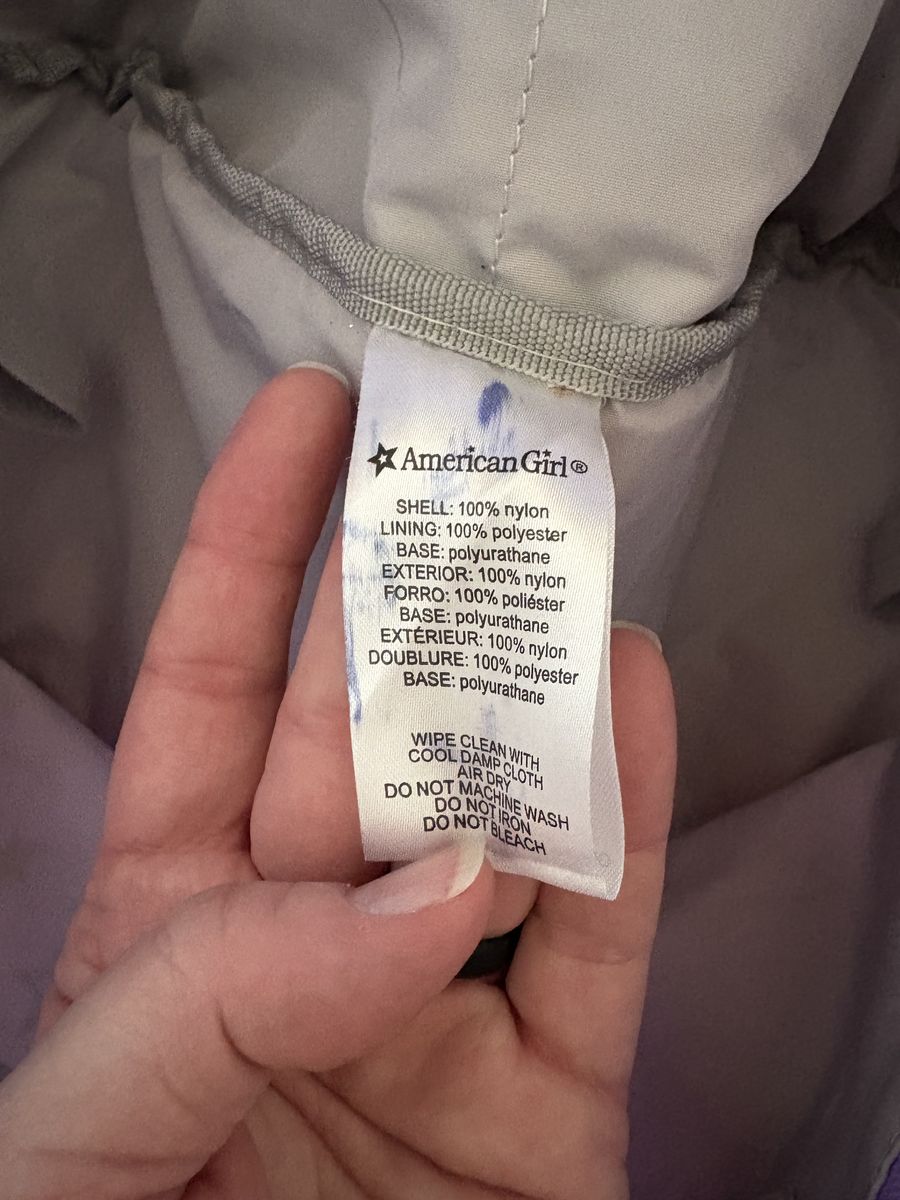 American Girl®
SHELL: 100% nylon
LINING: 100% polyester
BASE: polyurathane
EXTERIOR: 100% nylon
FORRO: 100% poliéster
BASE: polyurathane
EXTÉRIEUR: 100% nylon
DOUBLURE: 100% polyester
BASE: polyurathane
WIPE CLEAN WITH
COOL DAMP CLOTH
AIR DRY
DO NOT MACHINE WASH
DO NOT IRON
DO NOT BLEACH